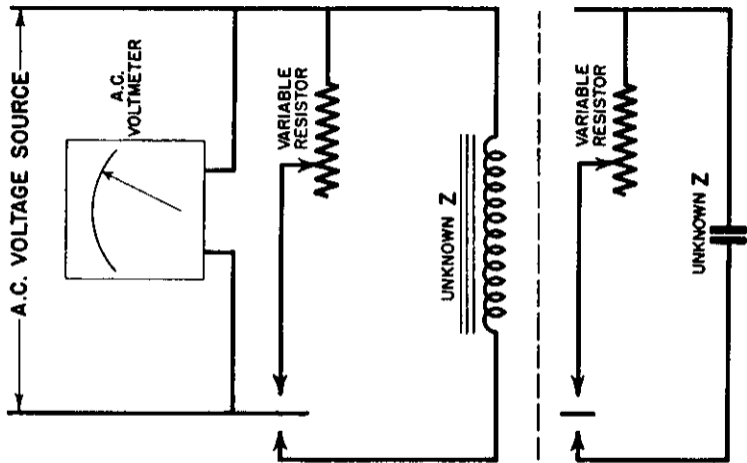 A.C. VOLTAGE SOURCE
A.C.
VOLTMETER
VARIABLE
RESISTOR
UNKNOWN Z
VARIABLE
RESISTOR
UNKNOWN Z